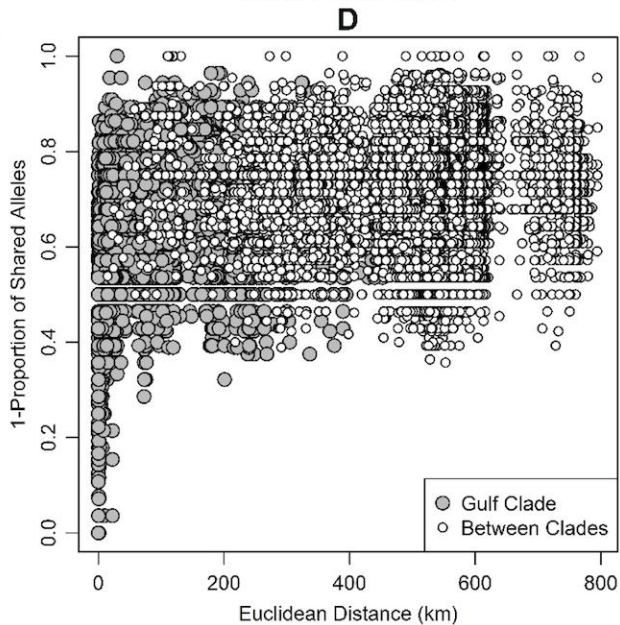 D
1-Proportion of Shared Alleles
1.0
0.8
0.6
0.4
0.2
0.0
Gulf Clade
Between Clades
0 200 400 600 800
Euclidean Distance (km)